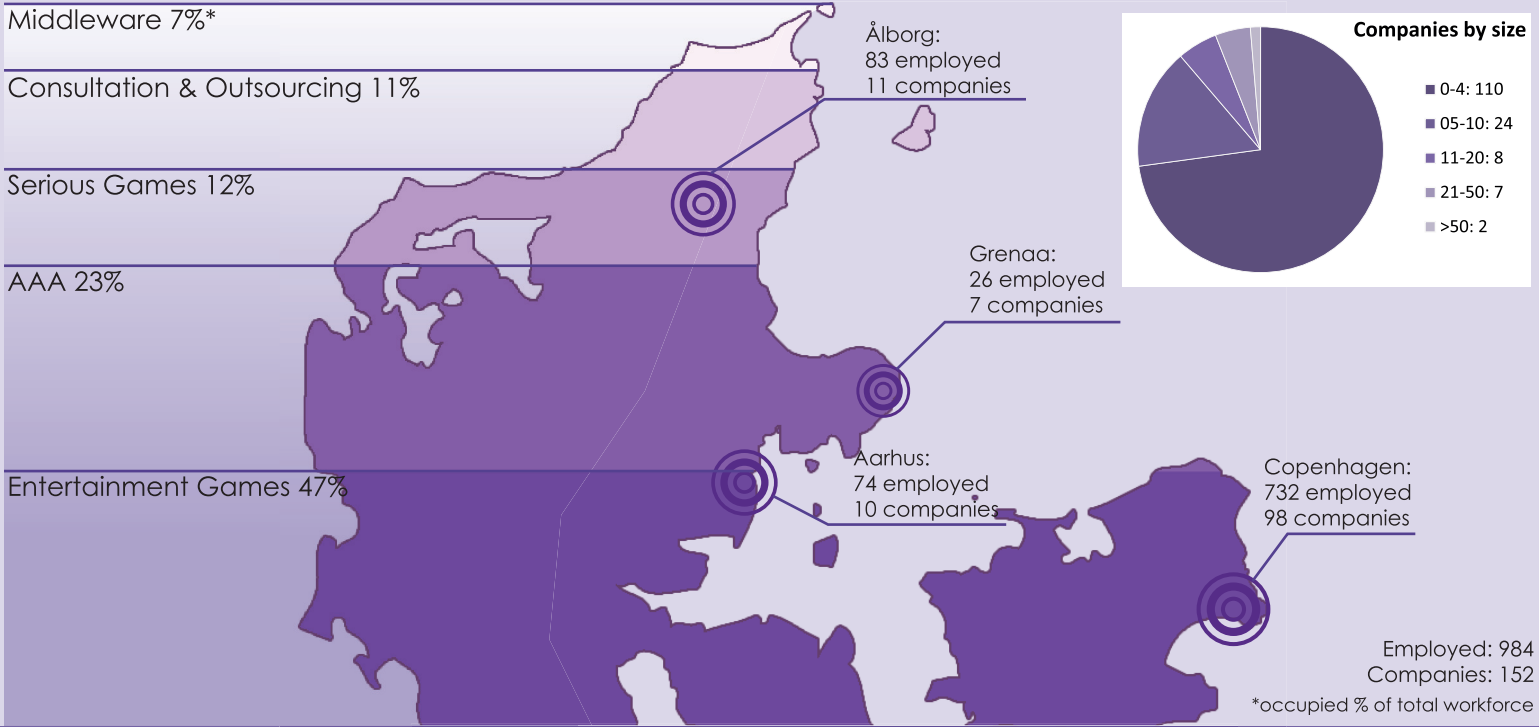 Middleware 7%*
Consultation & Outsourcing 11%
Serious Games 12%
AAA 23%
Entertainment Games 47%
Ålborg:
83 employed
11 companies
Grenaa:
26 employed
7 companies
Aarhus:
74 employed
10 companies
Copenhagen:
732 employed
98 companies
Companies by size
0-4: 110
05-10: 24
11-20: 8
21-50: 7
>50: 2
Employed: 984
Companies: 152
*occupied % of total workforce